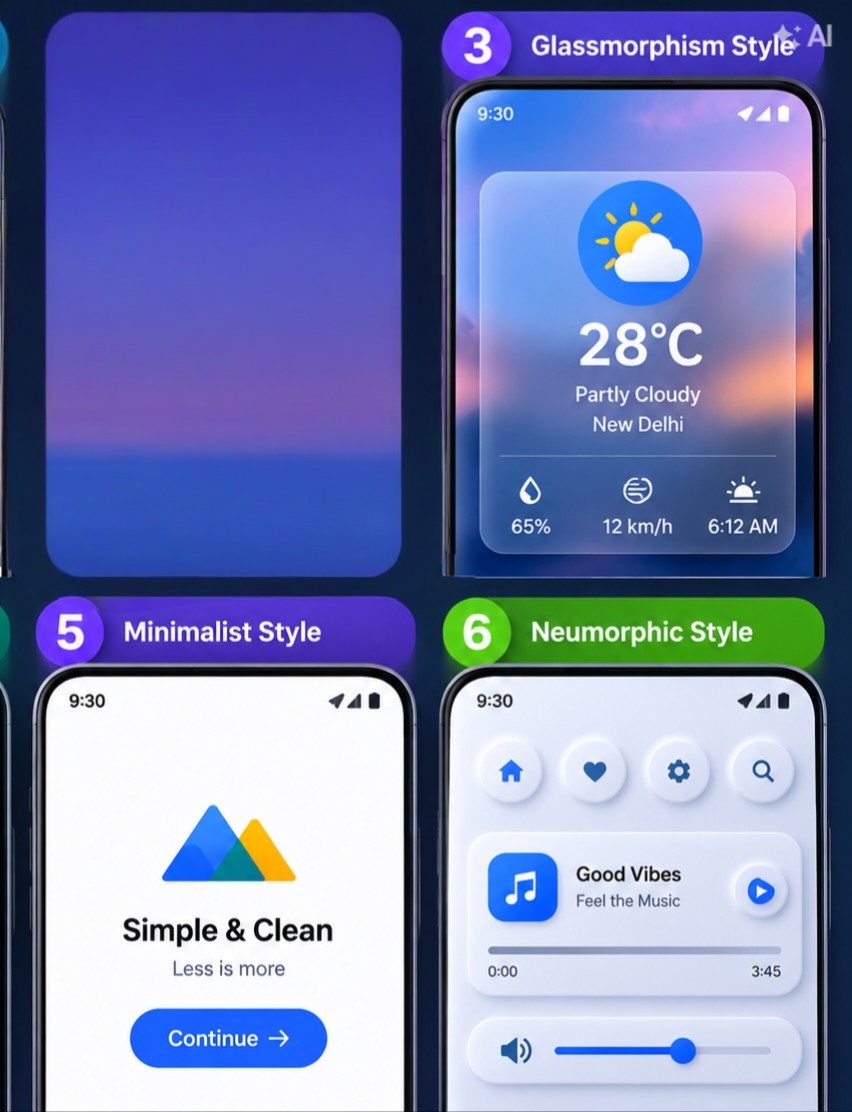 3 Glassmorphism Style
AI
9:30
28°C
Partly Cloudy
New Delhi
65% 12 km/h 6:12 AM
5 Minimalist Style
9:30
Simple & Clean
Less is more
Continue →
6 Neumorphic Style
9:30
Good Vibes
Feel the Music
0:00 3:45